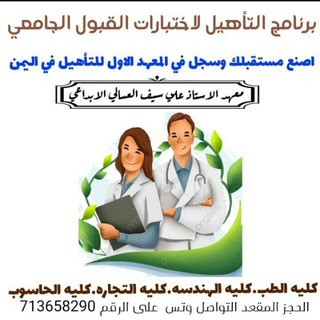 برنامج التأهيل لاختبارات القبول الجامعي
اصنع مستقبلك وسجل في المعهد الاول للتأهيل في اليمن
معهد الاستاذ علي سيف العسالي الابداعي
كليه الطب.كليه الهندسه.كليه التجاره.كليه الحاسوب
الحجز المقعد التواصل وتس على الرقم 713658290